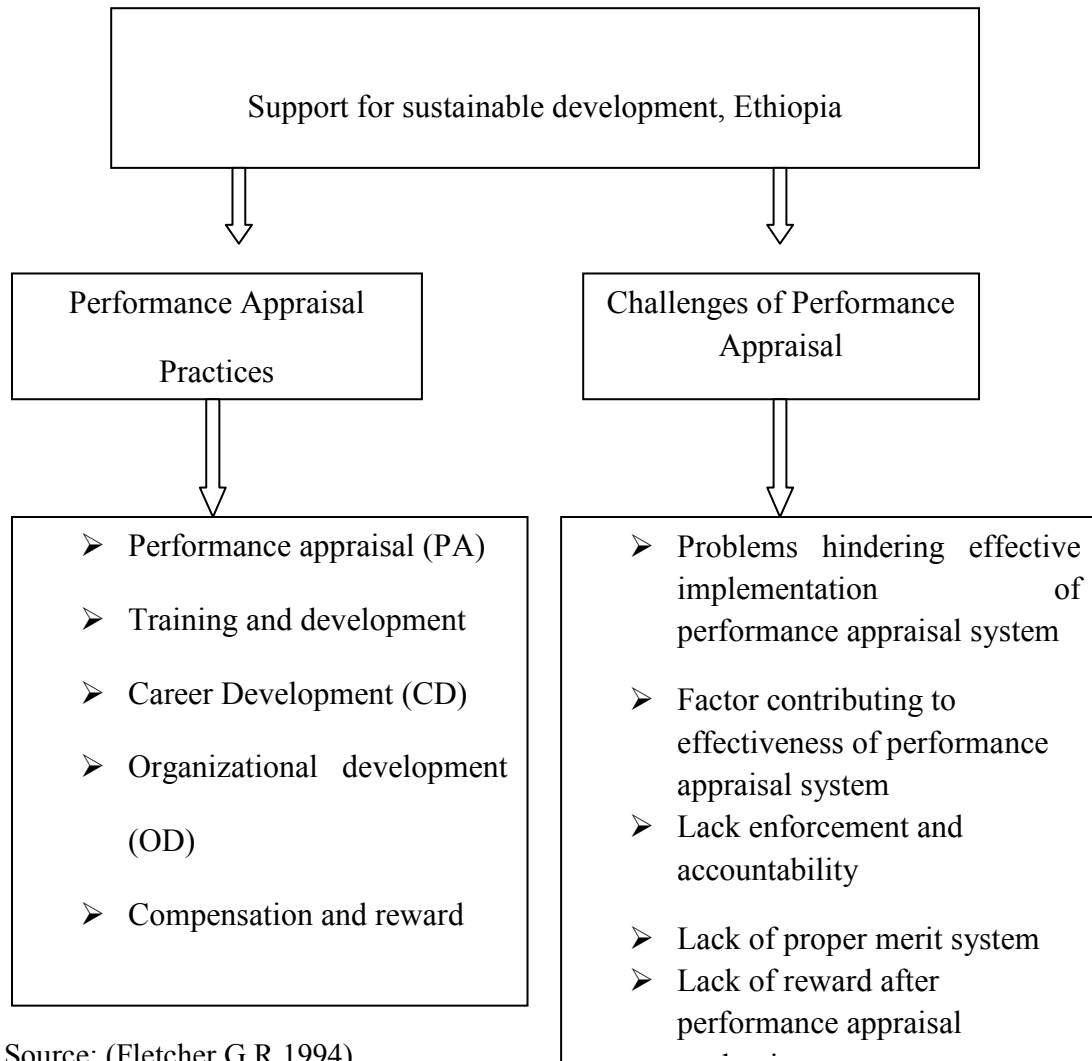 Support for sustainable development, Ethiopia
Performance Appraisal
Practices
Challenges of Performance
Appraisal
➢ Performance appraisal (PA)
➢ Training and development
➢ Career Development (CD)
➢ Organizational development
(OD)
➢ Compensation and reward
➢ Problems hindering effective
implementation of
performance appraisal system
➢ Factor contributing to
effectiveness of performance
appraisal system
➢ Lack enforcement and
accountability
➢ Lack of proper merit system
➢ Lack of reward after
performance appraisal
Source: (Fletcher G.R,1994)